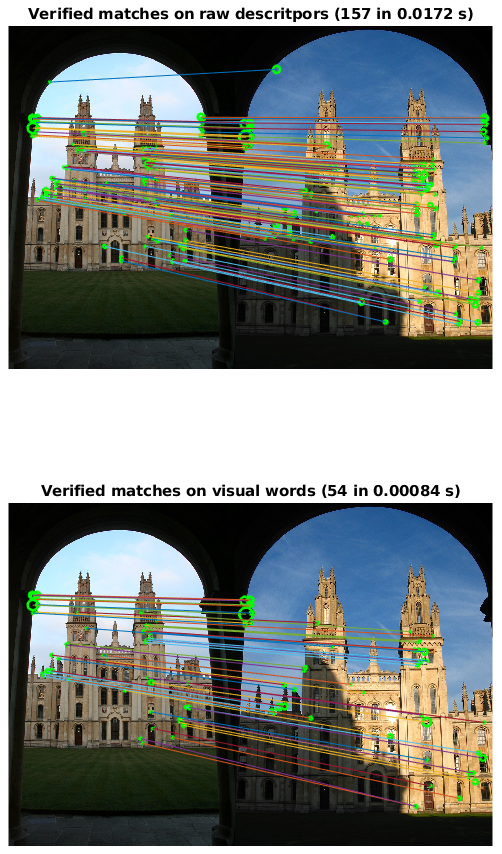 Verified matches on raw descritpors (157 in 0.0172 s)
Verified matches on visual words (54 in 0.00084 s)